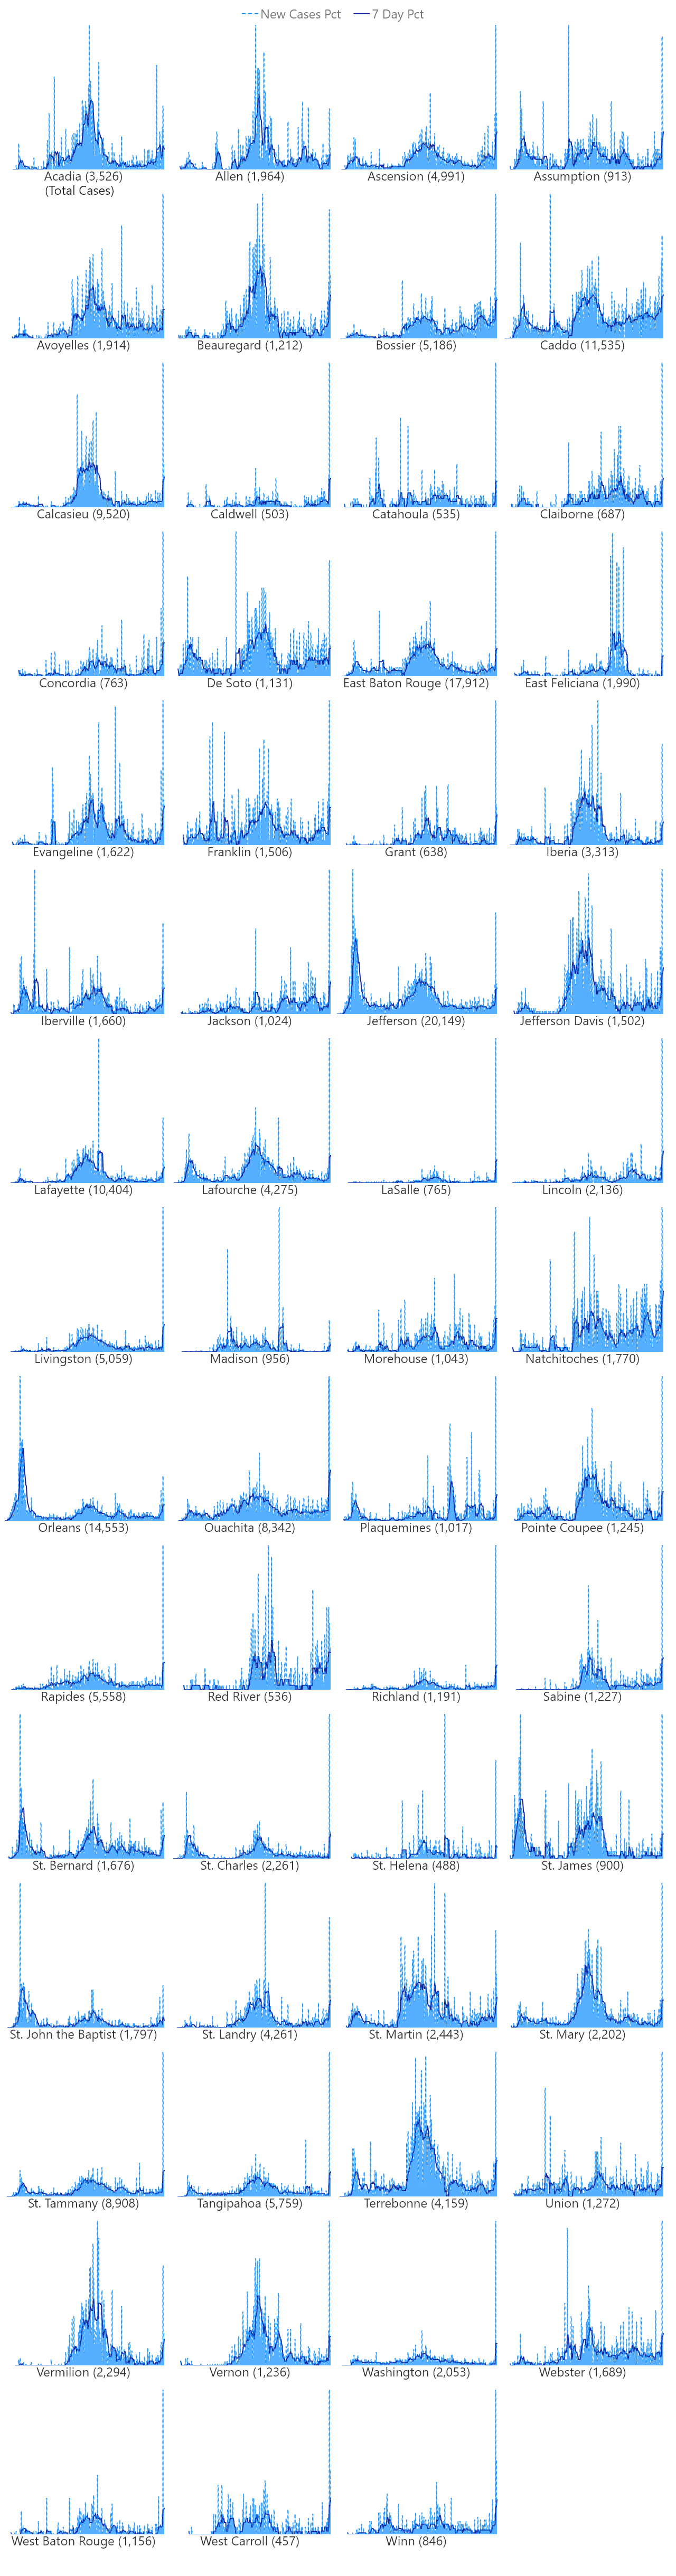 New Cases Pct 7 Day Pct
Acadia (3,526) Allen (1,964) Ascension (4,991) Assumption (913)
(Total Cases)
Avoyelles (1,914) Beauregard (1,212) Bossier (5,186) Caddo (11,535)
Calcasieu (9,520) Caldwell (503) Catahoula (535) Claiborne (687)
Concordia (763) De Soto (1,131) East Baton Rouge (17,912) East Feliciana (1,990)
Evangeline (1,622) Franklin (1,506) Grant (638) Iberia (3,313)
Iberville (1,660) Jackson (1,024) Jefferson (20,149) Jefferson Davis (1,502)
Lafayette (10,404) Lafourche (4,275) LaSalle (765) Lincoln (2,136)
Livingston (5,059) Madison (956) Morehouse (1,043) Natchitoches (1,770)
Orleans (14,553) Ouachita (8,342) Plaquemines (1,017) Pointe Coupee (1,245)
Rapides (5,558) Red River (536) Richland (1,191) Sabine (1,227)
St. Bernard (1,676) St. Charles (2,261) St. Helena (488) St. James (900)
St. John the Baptist (1,797) St. Landry (4,261) St. Martin (2,443) St. Mary (2,202)
St. Tammany (8,908) Tangipahoa (5,759) Terrebonne (4,159) Union (1,272)
Vermilion (2,294) Vernon (1,236) Washington (2,053) Webster (1,689)
West Baton Rouge (1,156) West Carroll (457) Winn (846)